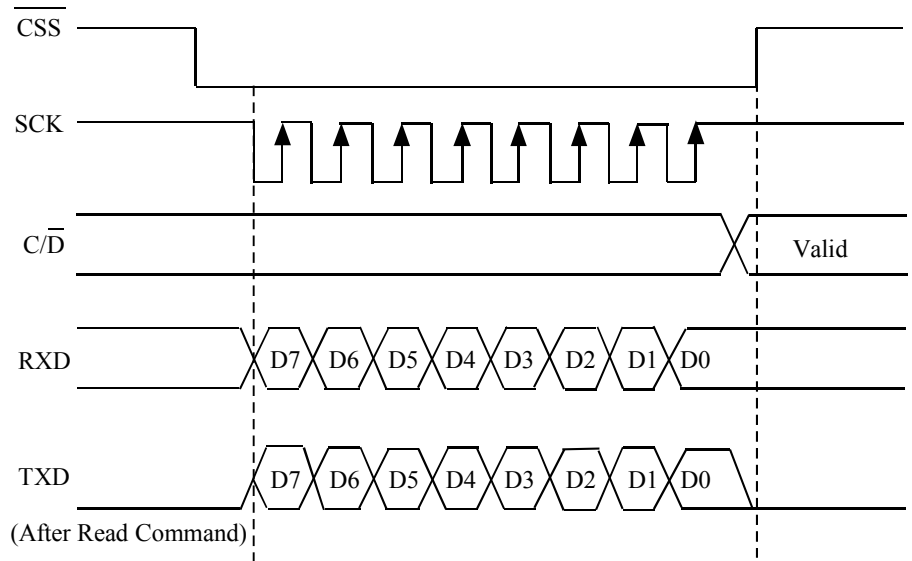 CSS
SCK
C/D
Valid
RXD
D7 D6 D5 D4 D3 D2 D1 D0
TXD
D7 D6 D5 D4 D3 D2 D1 D0
(After Read Command)